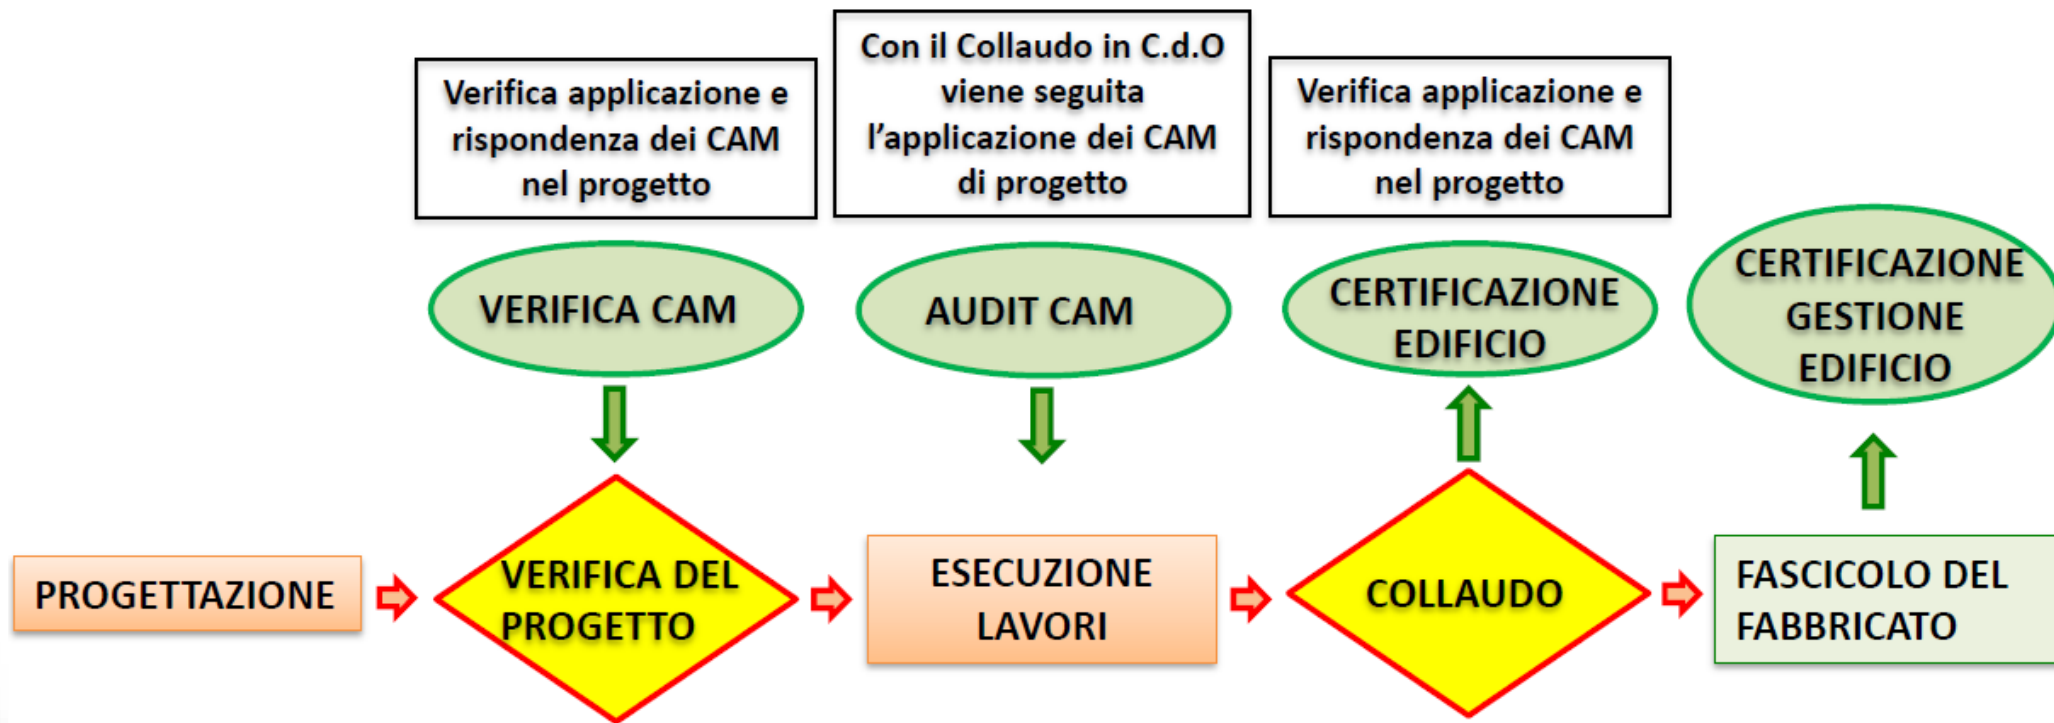 Verifica applicazione e
rispondenza dei CAM
nel progetto
Con il Collaudo in C.d.O
viene seguita
l'applicazione dei CAM
di progetto
Verifica applicazione e
rispondenza dei CAM
nel progetto
VERIFICA CAM
AUDIT CAM
CERTIFICAZIONE
EDIFICIO
CERTIFICAZIONE
GESTIONE
EDIFICIO
PROGETTAZIONE
VERIFICA DEL
PROGETTO
ESECUZIONE
LAVORI
COLLAUDO
FASCICOLO DEL
FABBRICATO